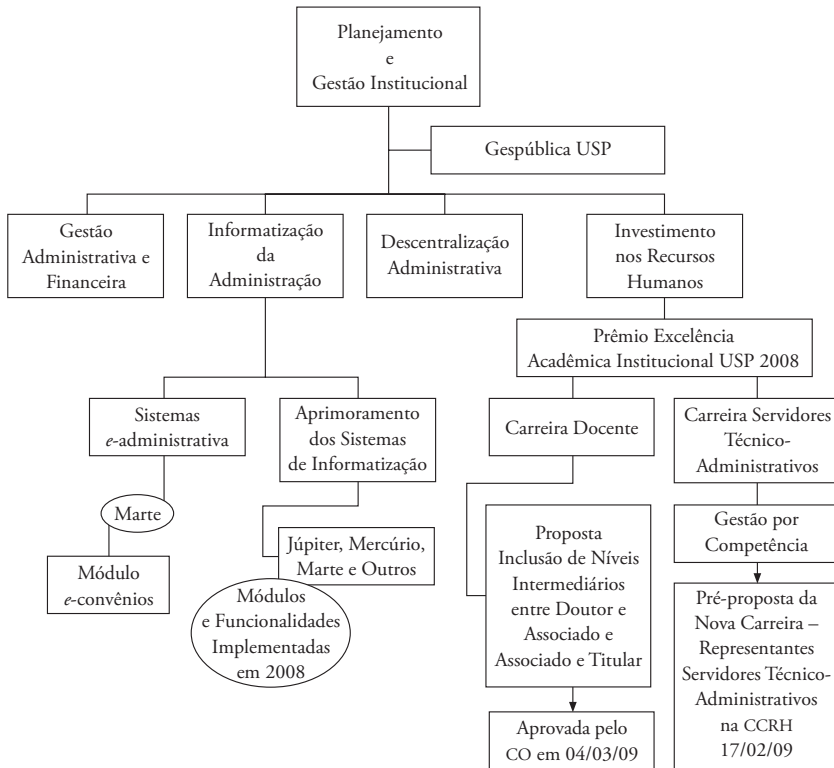 Planejamento
e
Gestão Institucional
Gespública USP
Gestão
Administrativa e
Financeira
Informatização
da
Administração
Descentralização
Administrativa
Investimento
nos Recursos
Humanos
Prêmio Excelência
Acadêmica Institucional USP 2008
Sistemas
e-administrativa
Aprimoramento
dos Sistemas
de Informatização
Carreira Docente
Carreira Servidores
Técnico-
Administrativos
Marte
Módulo
e-convênios
Júpiter, Mercúrio,
Marte e Outros
Módulos
e Funcionalidades
Implementadas
em 2008
Proposta
Inclusão de Níveis
Intermediários
entre Doutor e
Associado e
Associado e Titular
Aprovada pelo
CO em 04/03/09
Gestão por
Competência
Pré-proposta da
Nova Carreira –
Representantes
Servidores Técnico-
Administrativos
na CCRH
17/02/09